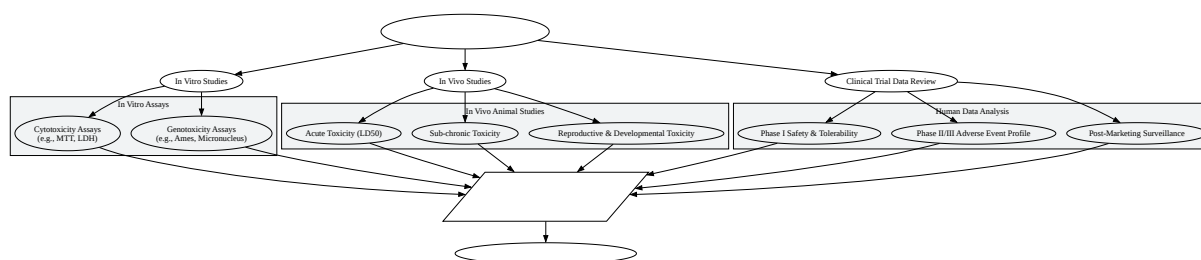 In Vitro Studies
In Vivo Studies
Clinical Trial Data Review
In Vitro Assays
In Vivo Animal Studies
Human Data Analysis
Cytotoxicity Assays
(e.g., MTT, LDH)
Genotoxicity Assays
(e.g., Ames, Micronucleus)
Acute Toxicity (LD50)
Sub-chronic Toxicity
Reproductive & Developmental Toxicity
Phase I Safety & Tolerability
Phase II/III Adverse Event Profile
Post-Marketing Surveillance